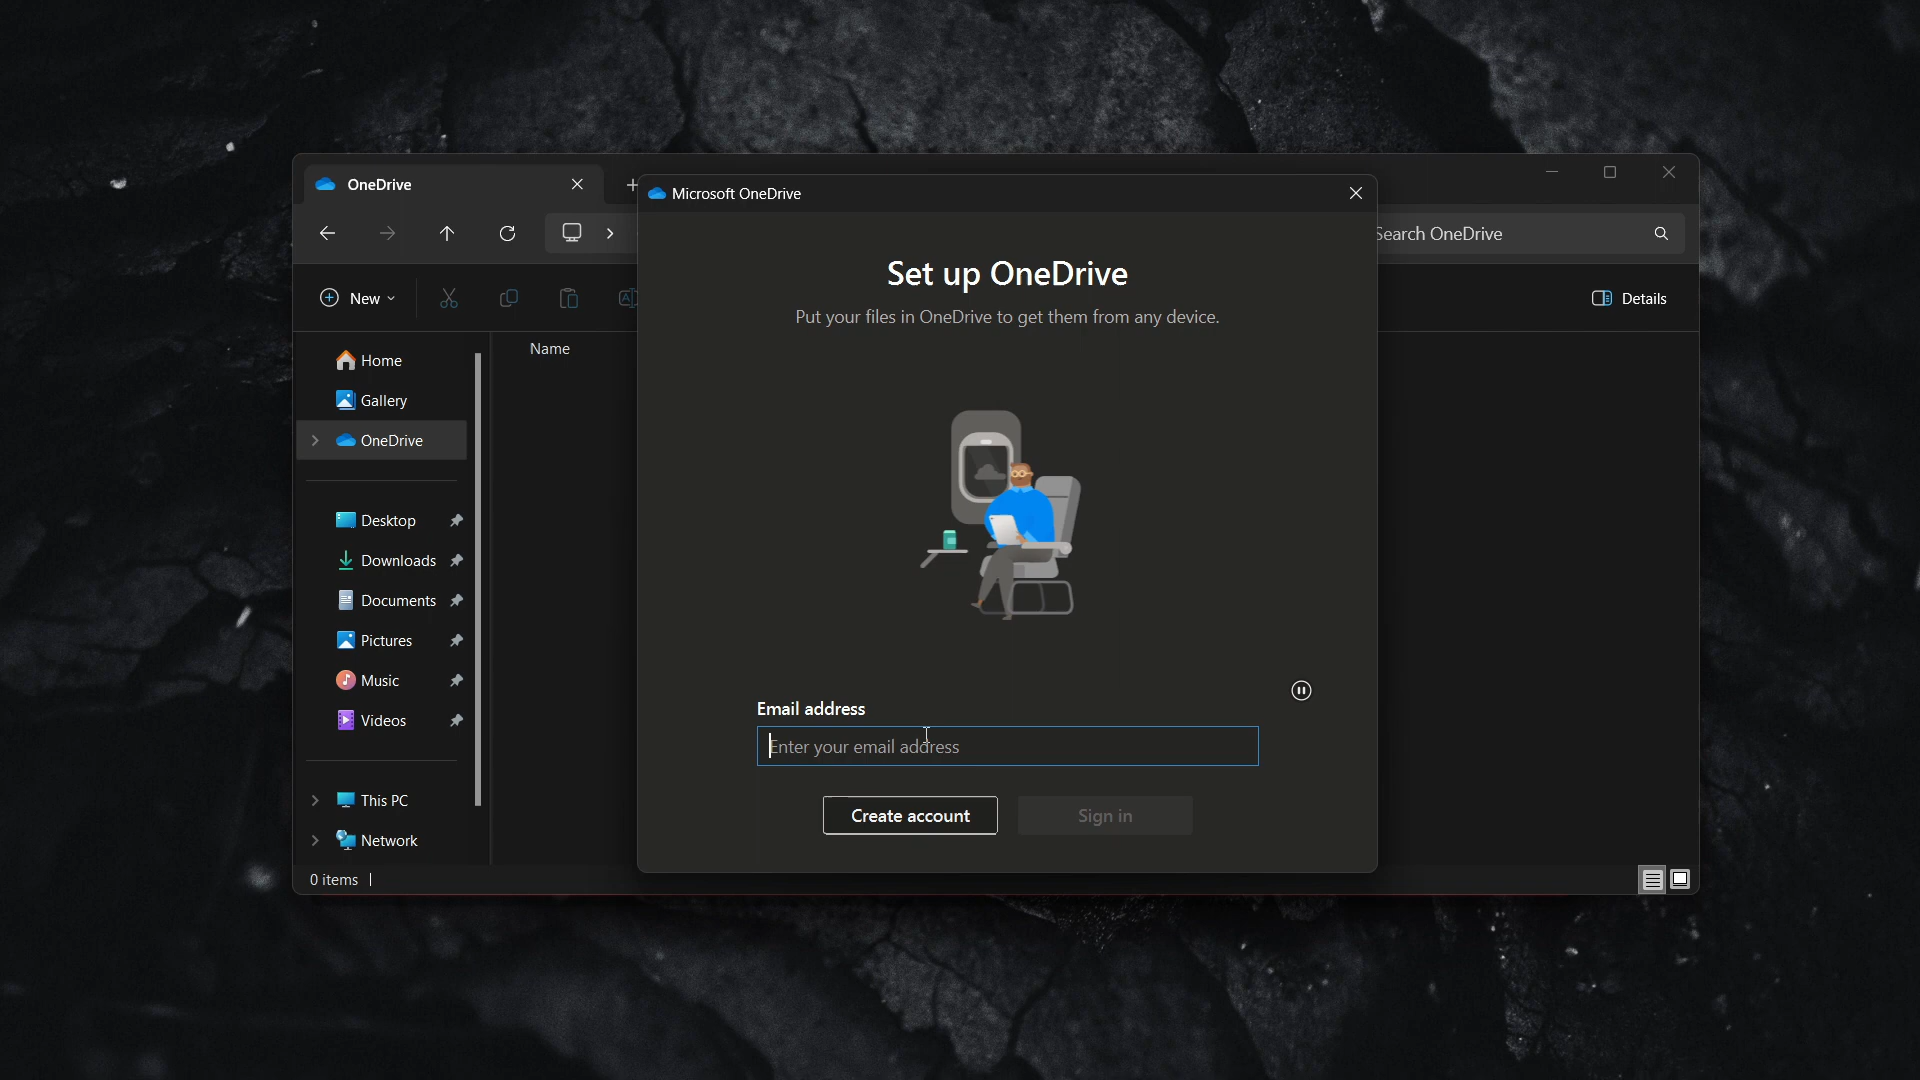 OneDrive
Microsoft OneDrive
Search OneDrive
New
Details
Set up OneDrive
Put your files in OneDrive to get them from any device.
Name
Home
Gallery
OneDrive
Desktop
Downloads
Documents
Pictures
Music
Videos
This PC
Network
Email address
Enter your email address
Create account
Sign in
0 items